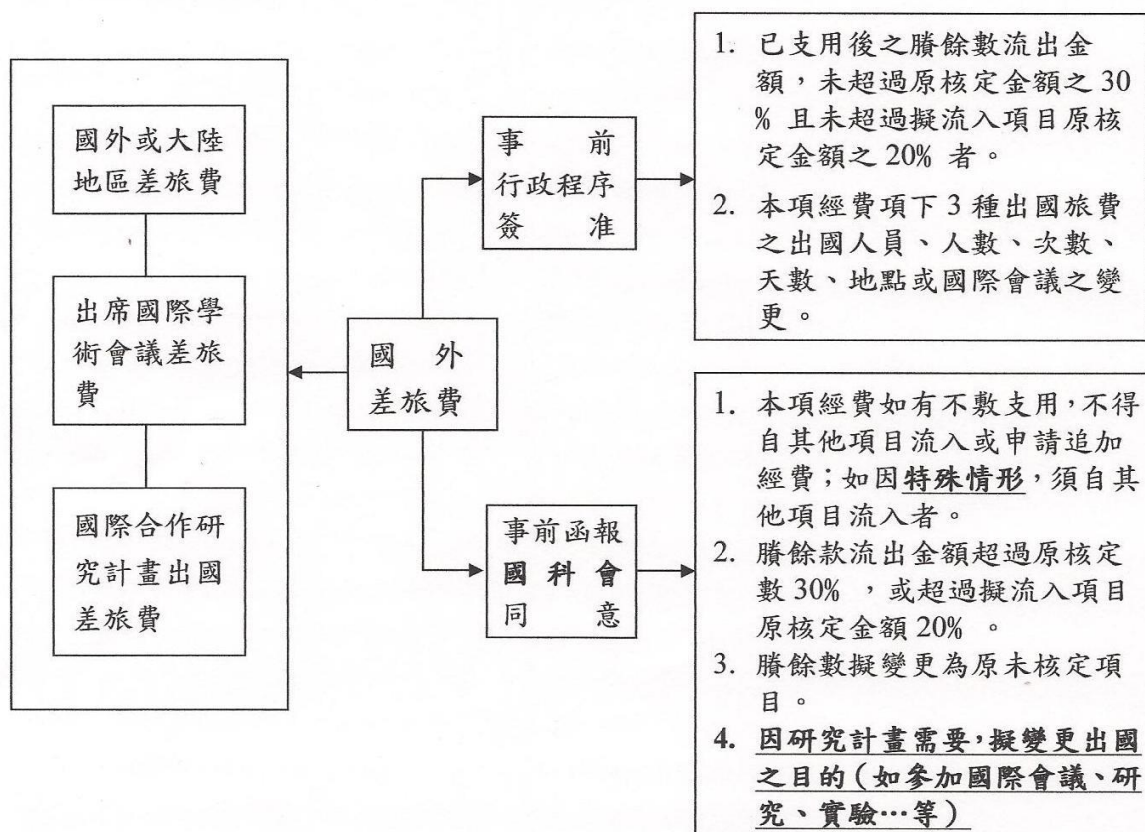 國外或大陸
地區差旅費
出席國際學
術會議差旅
費
國際合作研
究計畫出國
差旅費
國外
差旅費
事前
行政程序
簽准
事前函報
國科會
同意
1. 已支用後之賸餘數流出金
額，未超過原核定金額之 30
% 且未超過擬流入項目原核
定金額之 20% 者。
2. 本項經費項下 3 種出國旅費
之出國人員、人數、次數、
天數、地點或國際會議之變
更。
1. 本項經費如有不敷支用，不得
自其他項目流入或申請追加
經費；如因特殊情形，須自其
他項目流入者。
2. 賸餘款流出金額超過原核定
數 30% ，或超過擬流入項目
原核定金額 20% 。
3. 賸餘數擬變更為原未核定項
目。
4. 因研究計畫需要，擬變更出國
之目的（如參加國際會議、研
究、實驗…等）